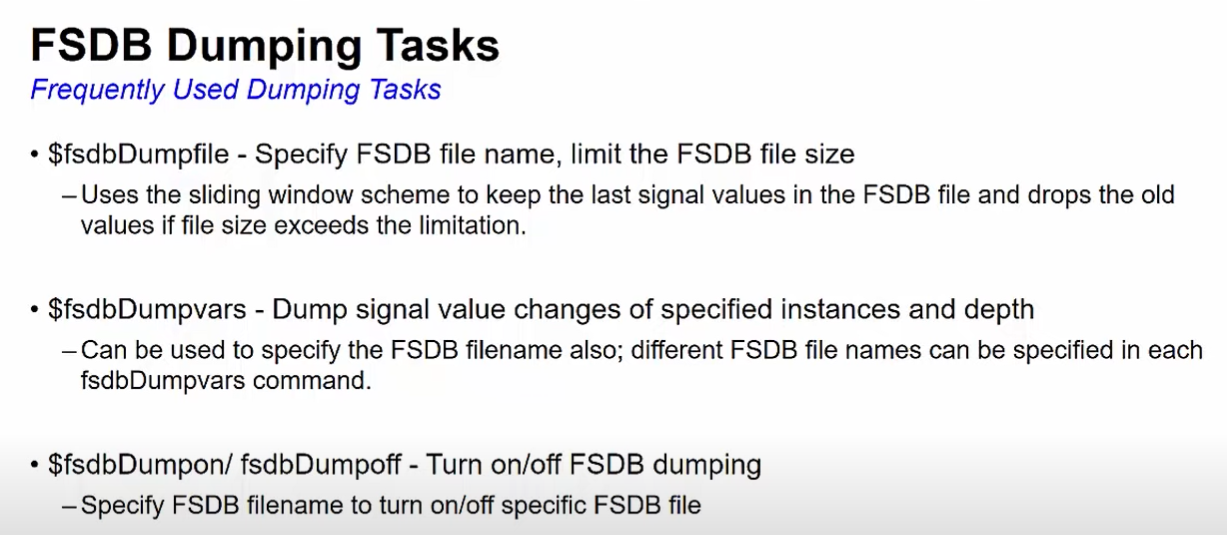 FSDB Dumping Tasks
Frequently Used Dumping Tasks
• $fsdbDumpfile - Specify FSDB file name, limit the FSDB file size
– Uses the sliding window scheme to keep the last signal values in the FSDB file and drops the old
values if file size exceeds the limitation.
• $fsdbDumpvars - Dump signal value changes of specified instances and depth
– Can be used to specify the FSDB filename also; different FSDB file names can be specified in each
fsdbDumpvars command.
• $fsdbDumpon/ fsdbDumpoff - Turn on/off FSDB dumping
– Specify FSDB filename to turn on/off specific FSDB file